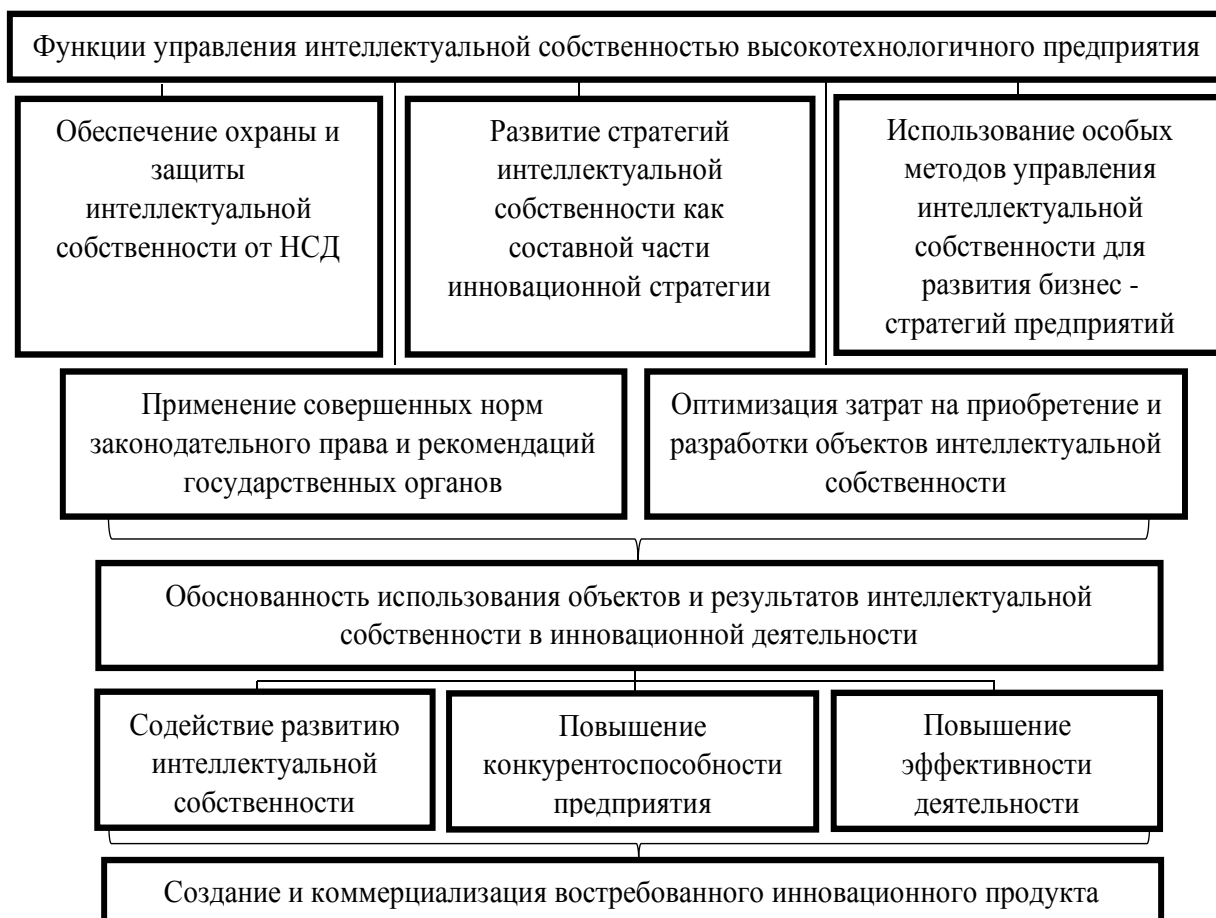 Функции управления интеллектуальной собственностью высокотехнологичного предприятия
Обеспечение охраны и
защиты
интеллектуальной
собственности от НСД
Развитие стратегий
интеллектуальной
собственности как
составной части
инновационной стратегии
Использование особых
методов управления
интеллектуальной
собственности для
развития бизнес -
стратегий предприятий
Применение совершенных норм
законодательного права и рекомендаций
государственных органов
Оптимизация затрат на приобретение и
разработки объектов интеллектуальной
собственности
Обоснованность использования объектов и результатов интеллектуальной
собственности в инновационной деятельности
Содействие развитию
интеллектуальной
собственности
Повышение
конкурентоспособности
предприятия
Повышение
эффективности
деятельности
Создание и коммерциализация востребованного инновационного продукта